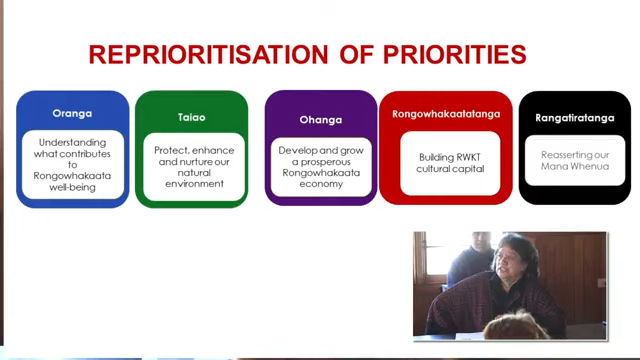 REPRIORITISATION OF PRIORITIES
Oranga
Understanding
what contributes
to
Rongowhakaata
well-being
Taiao
Protect, enhance
and nurture our
natural
environment
Ohanga
Develop and grow
a prosperous
Rongowhakaata
economy
Rongowhakaatatanga
Building RWKT
cultural capital
Rangatiratanga
Reasserting our
Mana Whenua